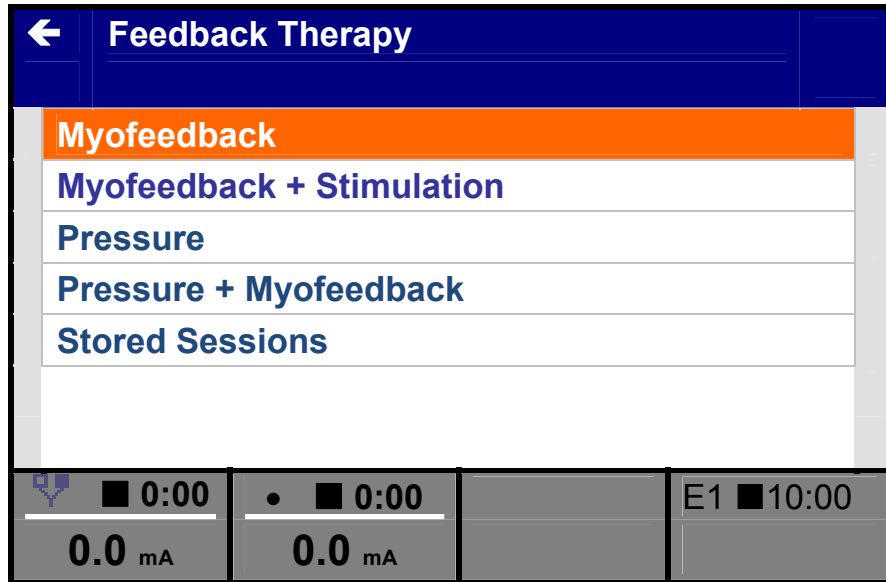 Feedback Therapy
Myofeedback
Myofeedback + Stimulation
Pressure
Pressure + Myofeedback
Stored Sessions
0:00 0:00 E1 10:00
0.0 mA 0.0 mA